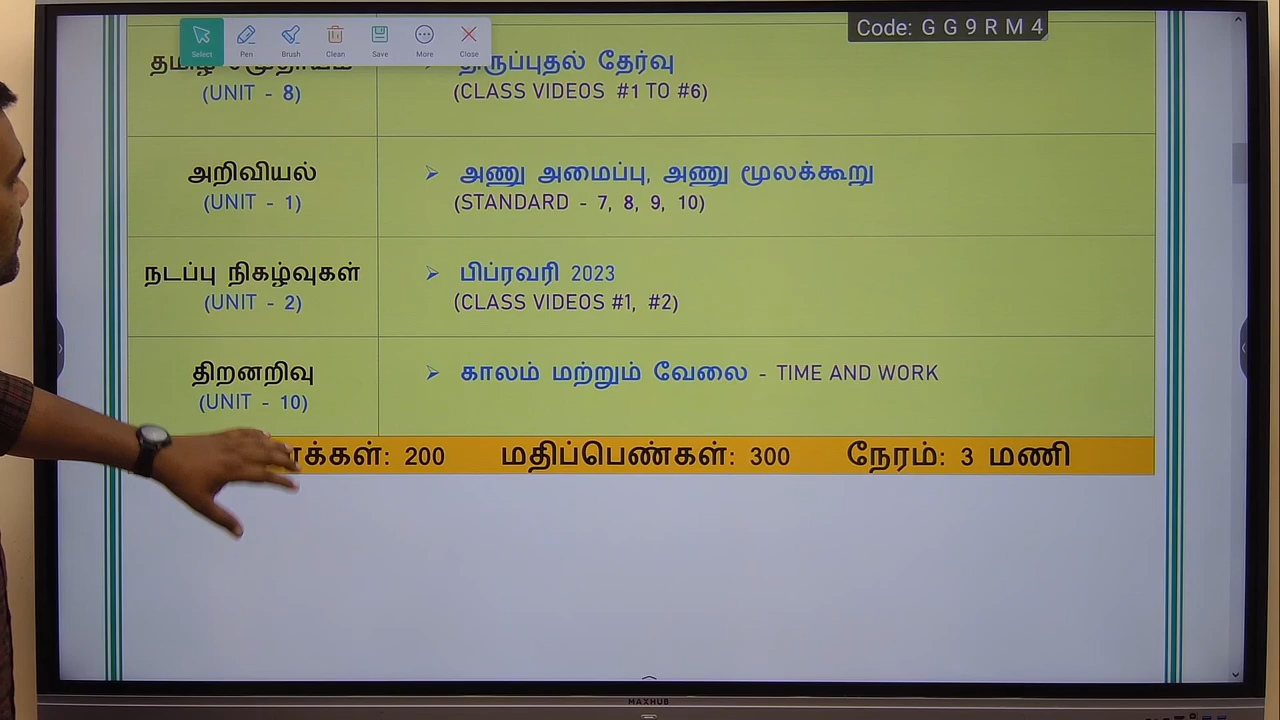 Code: G G 9 R M 4
Select Pen Brush Clean Save More Close
தேர்வு
(UNIT - 8) (CLASS VIDEOS #1 TO #6)
அறிவியல் ➢ அணு அமைப்பு, அணு மூலக்கூறு
(UNIT - 1) (STANDARD - 7, 8, 9, 10)
நடப்பு நிகழ்வுகள் ➢ பிப்ரவரி 2023
(UNIT - 2) (CLASS VIDEOS #1, #2)
திறனறிவு ➢ காலம் மற்றும் வேலை - TIME AND WORK
(UNIT - 10)
200 மதிப்பெண்கள்: 300 நேரம்: 3 மணி
MAXHUB